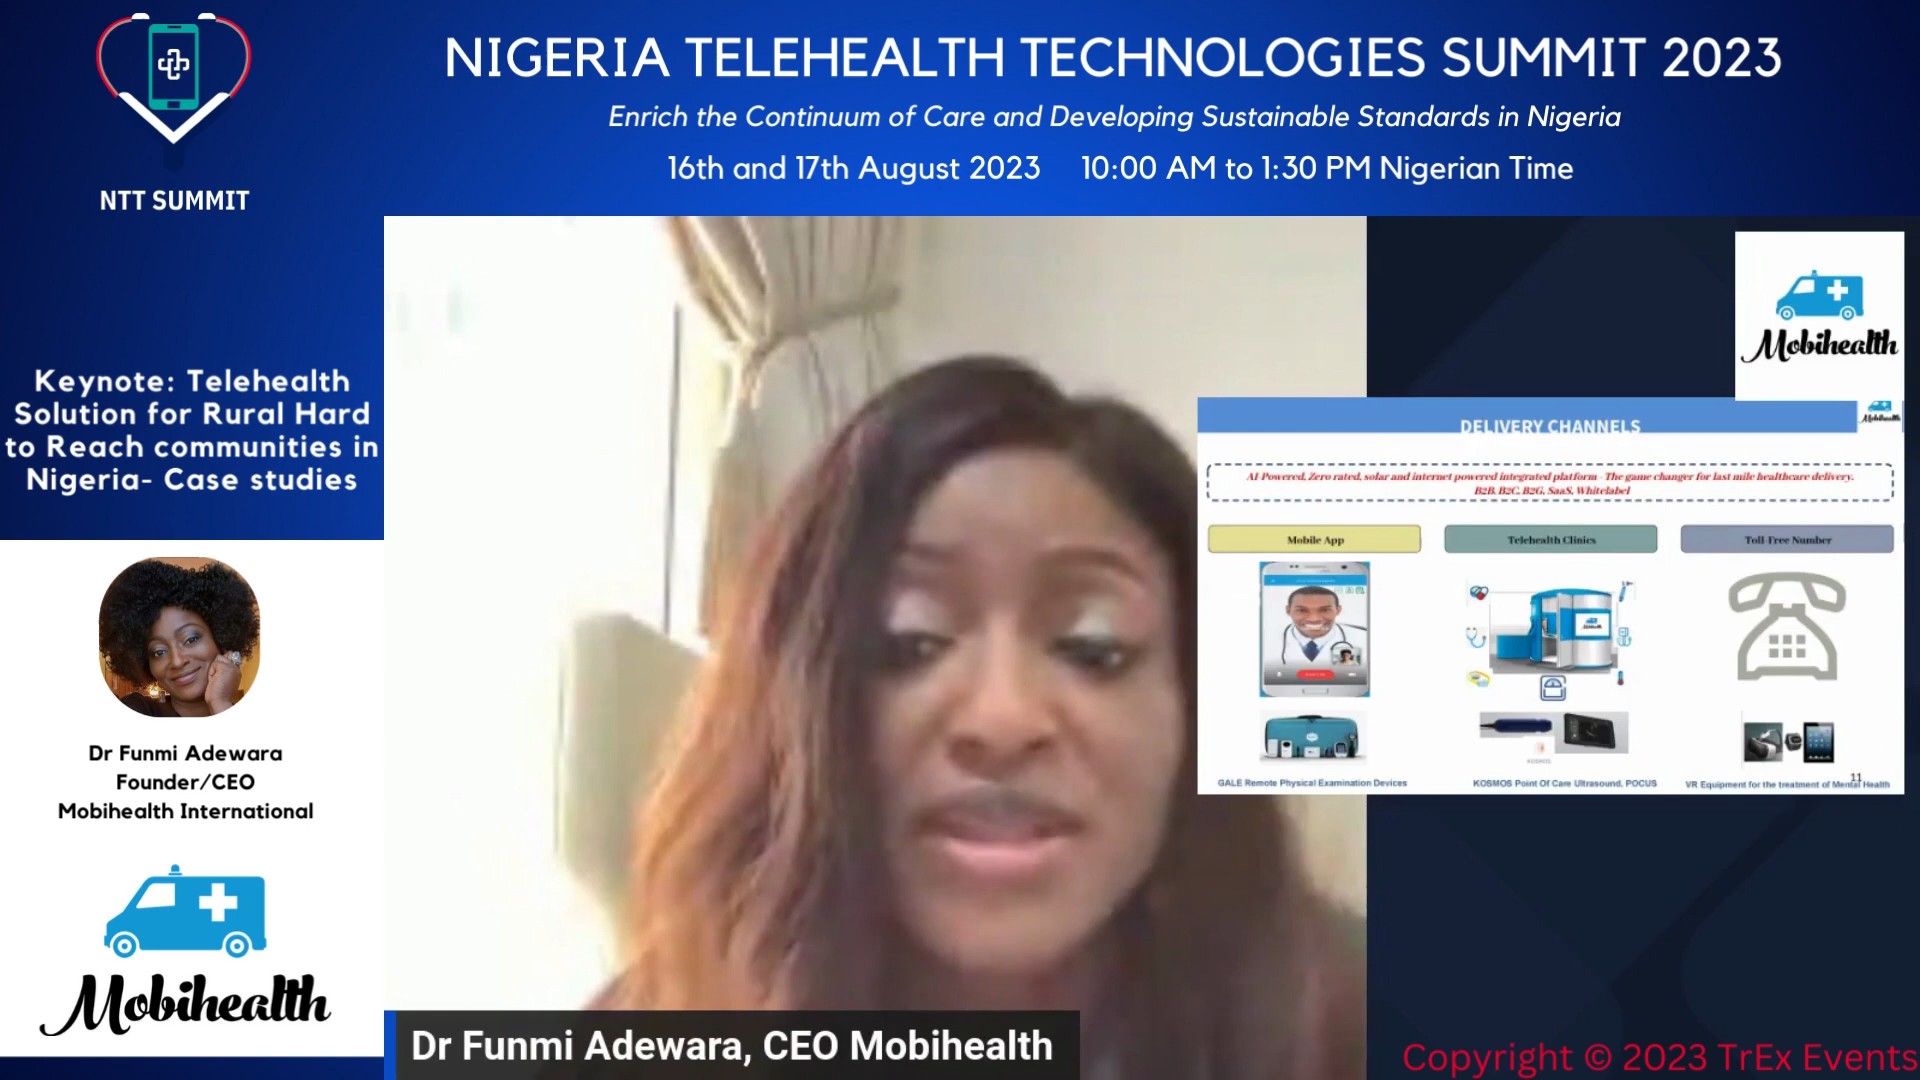 NIGERIA TELEHEALTH TECHNOLOGIES SUMMIT 2023
Enrich the Continuum of Care and Developing Sustainable Standards in Nigeria
16th and 17th August 2023 10:00 AM to 1:30 PM Nigerian Time
NTT SUMMIT
Keynote: Telehealth
Solution for Rural Hard
to Reach communities in
Nigeria- Case studies
Dr Funmi Adewara
Founder/CEO
Mobihealth International
Mobihealth
Mobihealth
Mobihealth
DELIVERY CHANNELS
AI-Powered, Zero rated, solar and internet powered integrated platform - The game changer for last mile healthcare delivery.
B2B, B2C, B2G, SaaS, Whitelabel
Mobile App
Telehealth Clinics
Toll-Free Number
KOSMOS
GALE Remote Physical Examination Devices
KOSMOS Point Of Care Ultrasound, POCUS
VR Equipment for the treatment of Mental Health
11
Dr Funmi Adewara, CEO Mobihealth
Copyright © 2023 TrEx Events